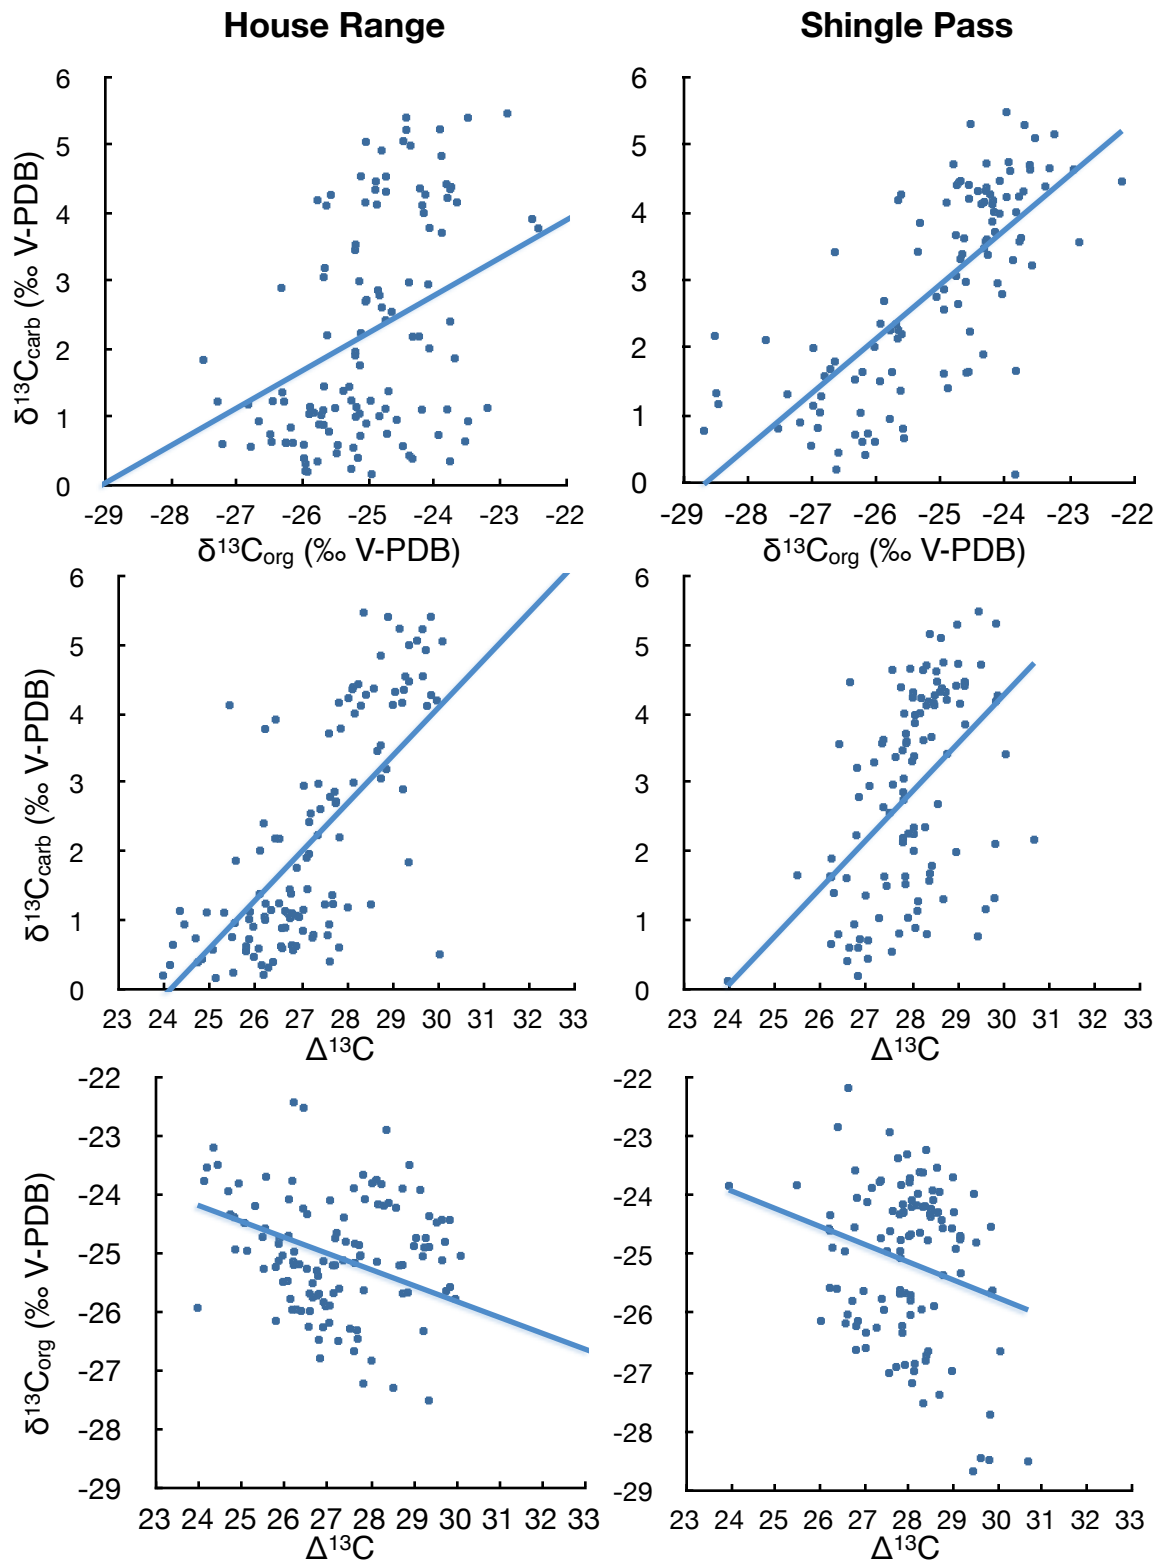 House Range Shingle Pass
6 6
5 5
4 4
3 3
2 2
1 1
0 0
δ¹³Ccarb (‰ V-PDB)
-29 -28 -27 -26 -25 -24 -23 -22 -29 -28 -27 -26 -25 -24 -23 -22
δ¹³Corg (‰ V-PDB) δ¹³Corg (‰ V-PDB)
6 6
5 5
4 4
3 3
2 2
1 1
0 0
δ¹³Ccarb (‰ V-PDB)
23 24 25 26 27 28 29 30 31 32 33 23 24 25 26 27 28 29 30 31 32 33
Δ¹³C Δ¹³C
-22 -22
-23 -23
-24 -24
-25 -25
-26 -26
-27 -27
-28 -28
-29 -29
δ¹³Corg (‰ V-PDB)
23 24 25 26 27 28 29 30 31 32 33 23 24 25 26 27 28 29 30 31 32 33
Δ¹³C Δ¹³C